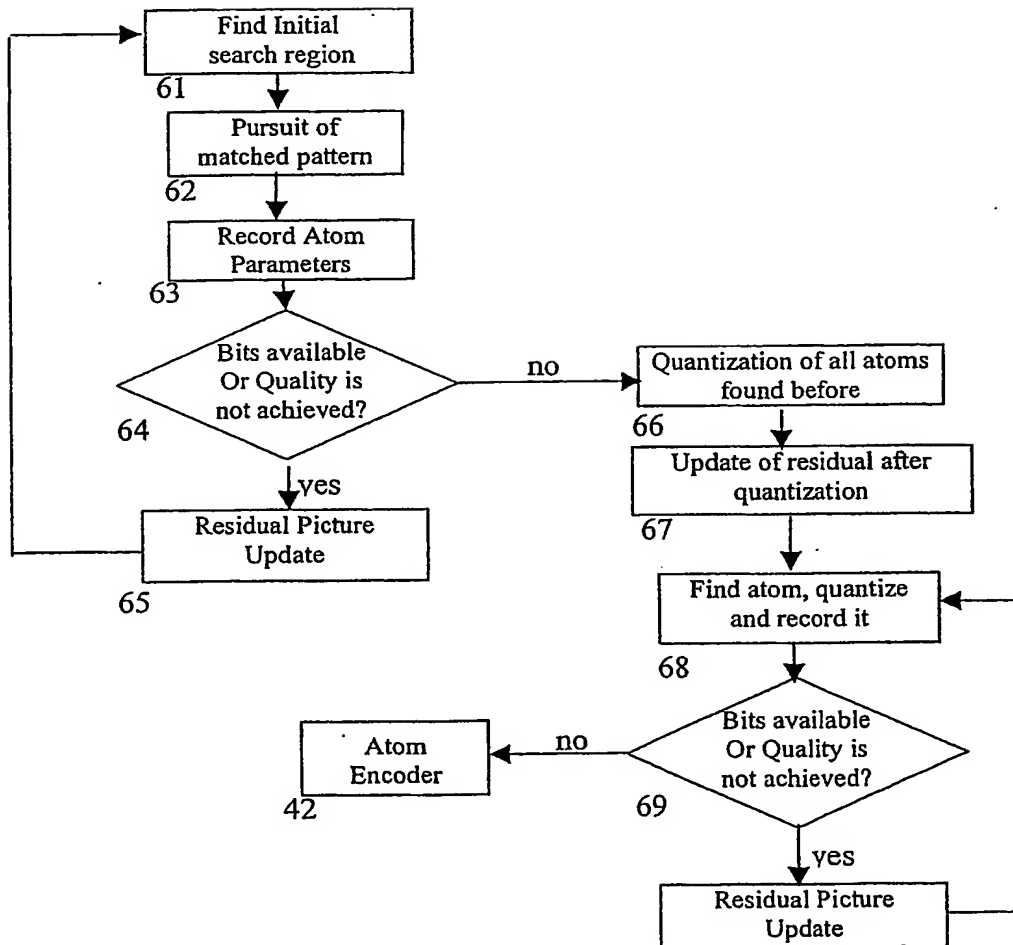 Find Initial
search region
61
Pursuit of
matched pattern
62
Record Atom
Parameters
63
Bits available
Or Quality is
not achieved?
64
no
yes
Residual Picture
Update
65
Quantization of all atoms
found before
66
Update of residual after
quantization
67
Find atom, quantize
and record it
68
Bits available
Or Quality is
not achieved?
69
no
Atom
Encoder
42
yes
Residual Picture
Update